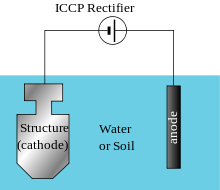 ICCP Rectifier
Structure
(cathode)
Water
or Soil
anode